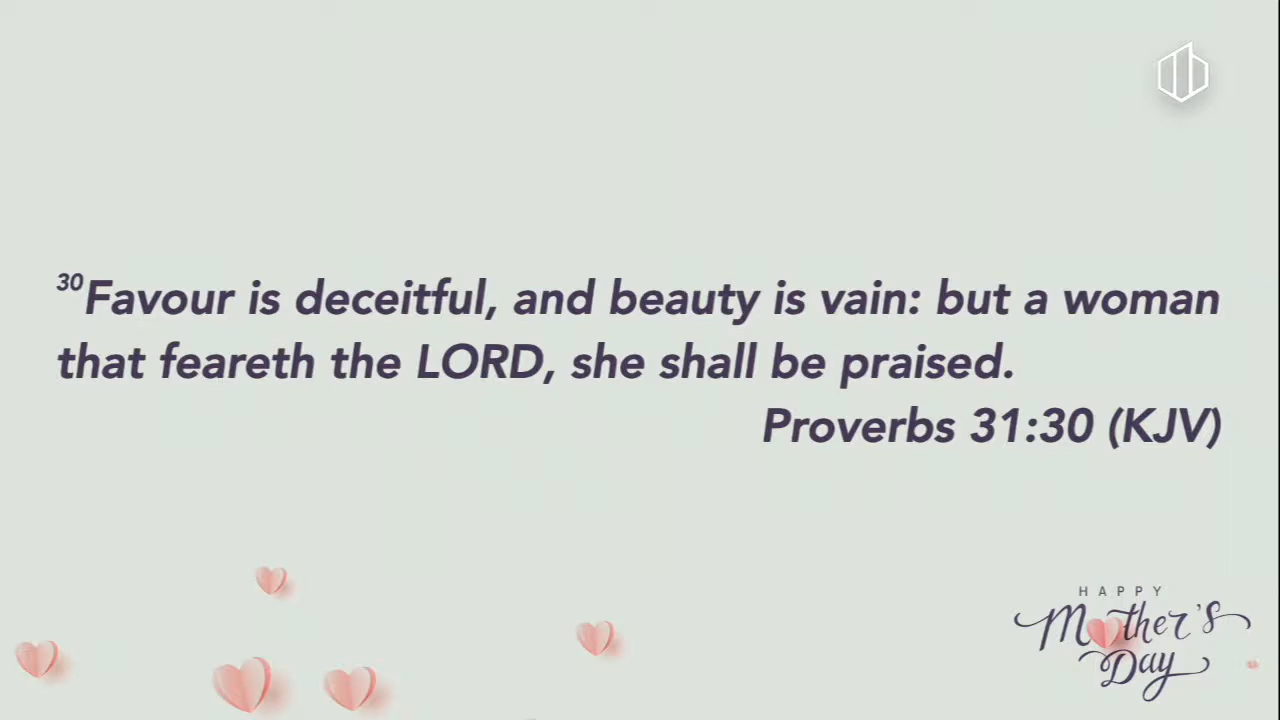 30Favour is deceitful, and beauty is vain: but a woman
that feareth the LORD, she shall be praised.
Proverbs 31:30 (KJV)
HAPPY
Mother's
Day